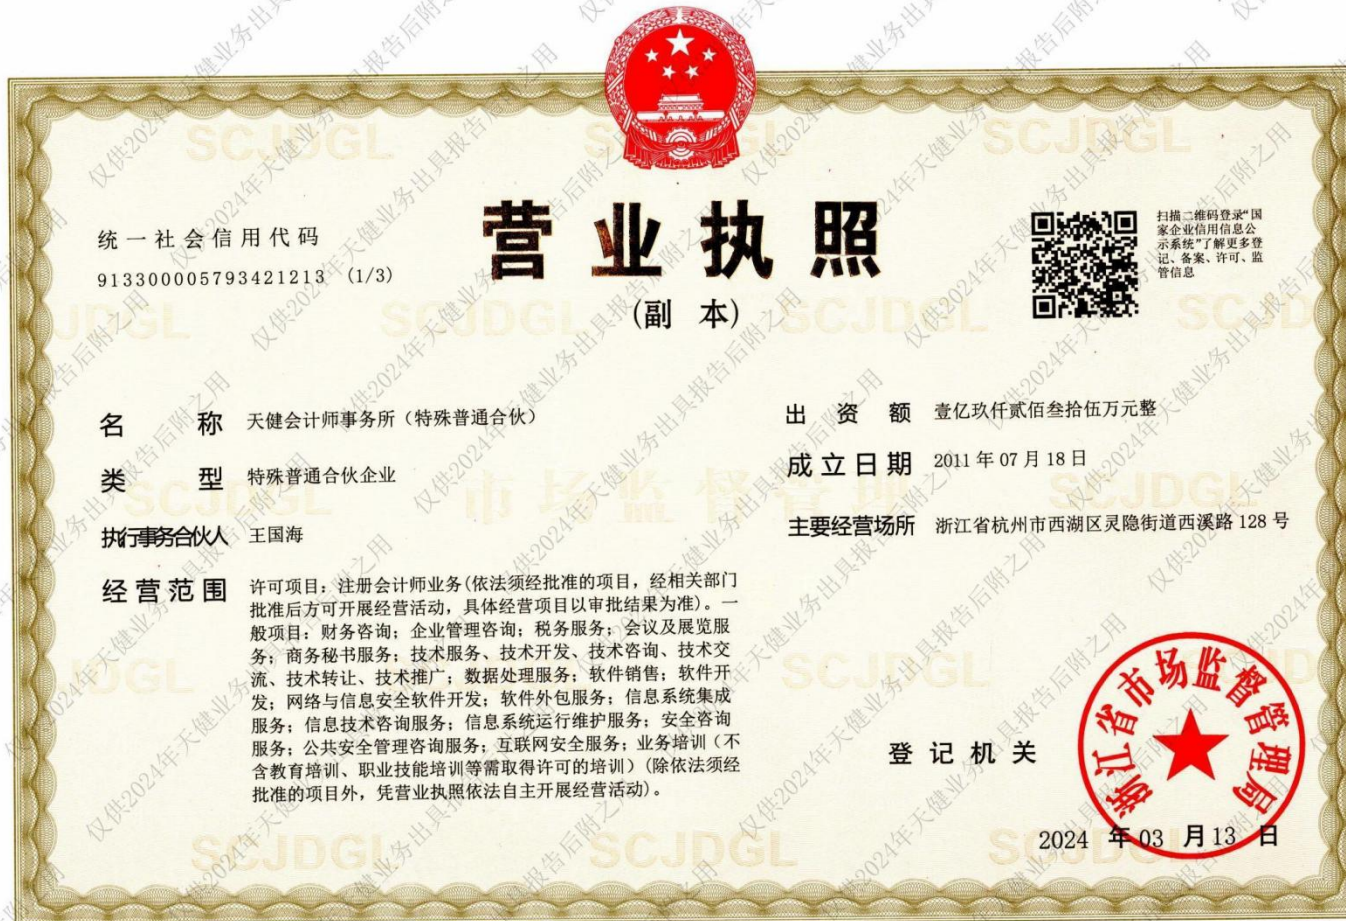 营业执照
(副 本)
统一社会信用代码
913300005793421213 (1/3)
扫描二维码登录“国
家企业信用信息公
示系统”了解更多登
记、备案、许可、监
管信息
名 称 天健会计师事务所（特殊普通合伙）
类 型 特殊普通合伙企业
执行事务合伙人 王国海
经营范围 许可项目：注册会计师业务(依法须经批准的项目，经相关部门
批准后方可开展经营活动，具体经营项目以审批结果为准)。一
般项目：财务咨询；企业管理咨询；税务服务；会议及展览服
务；商务秘书服务；技术服务、技术开发、技术咨询、技术交
流、技术转让、技术推广；数据处理服务；软件销售；软件开
发；网络与信息安全软件开发；软件外包服务；信息系统集成
服务；信息技术咨询服务；信息系统运行维护服务；安全咨询
服务；公共安全管理咨询服务；互联网安全服务；业务培训（不
含教育培训、职业技能培训等需取得许可的培训）(除依法须经
批准的项目外，凭营业执照依法自主开展经营活动)。
出 资 额 壹亿玖仟贰佰叁拾伍万元整
成立日期 2011 年 07 月 18 日
主要经营场所 浙江省杭州市西湖区灵隐街道西溪路 128 号
登记机关
浙江省市场监督管理局
2024 年 03 月 13 日
SCJDGL
市场监督管理
仅供2024年天健业务出具报告后附之用